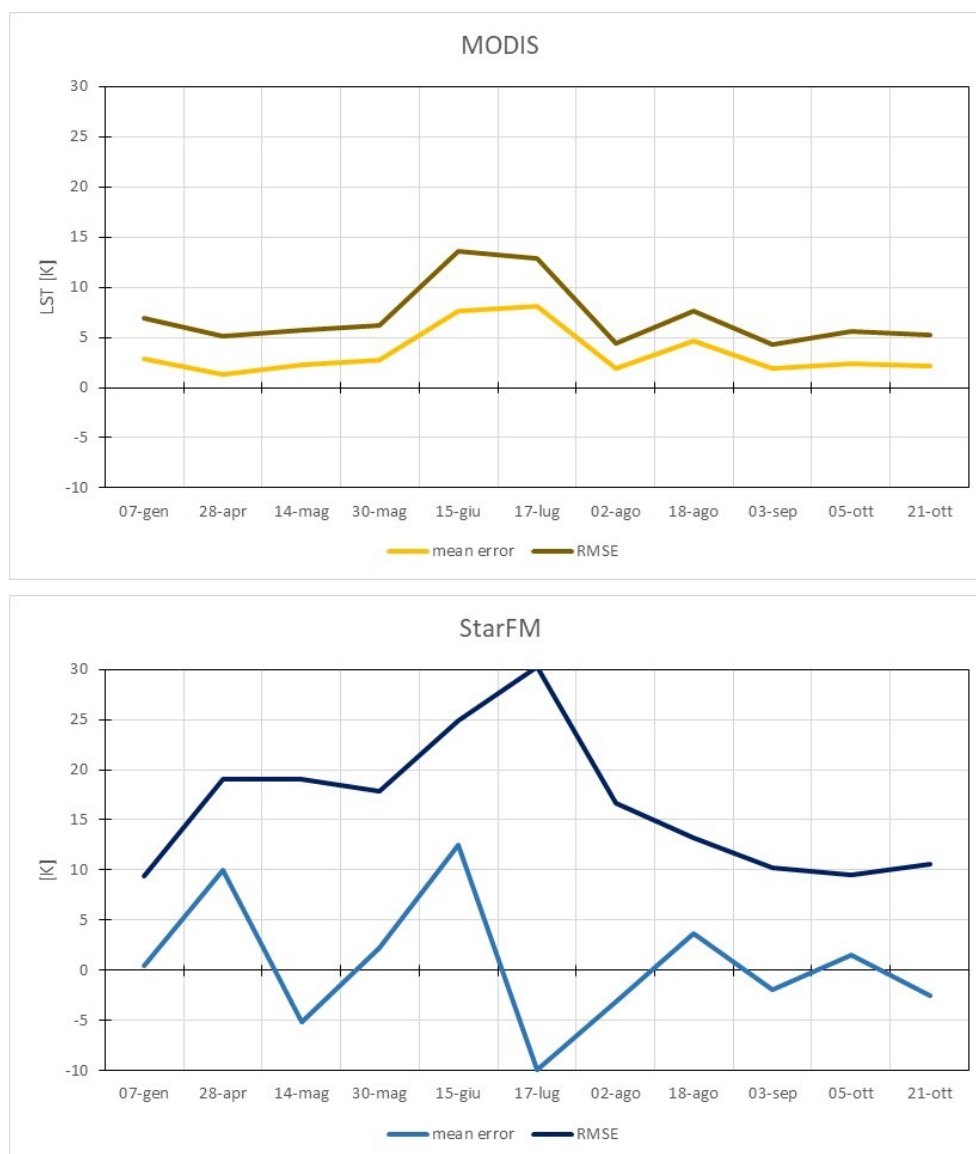 MODIS
30
25
20
15
10
5
0
-5
-10
LST [K]
07-gen 28-apr 14-mag 30-mag 15-giu 17-lug 02-ago 18-ago 03-sep 05-ott 21-ott
mean error RMSE
StarFM
30
25
20
15
10
5
0
-5
-10
[K]
07-gen 28-apr 14-mag 30-mag 15-giu 17-lug 02-ago 18-ago 03-sep 05-ott 21-ott
mean error RMSE